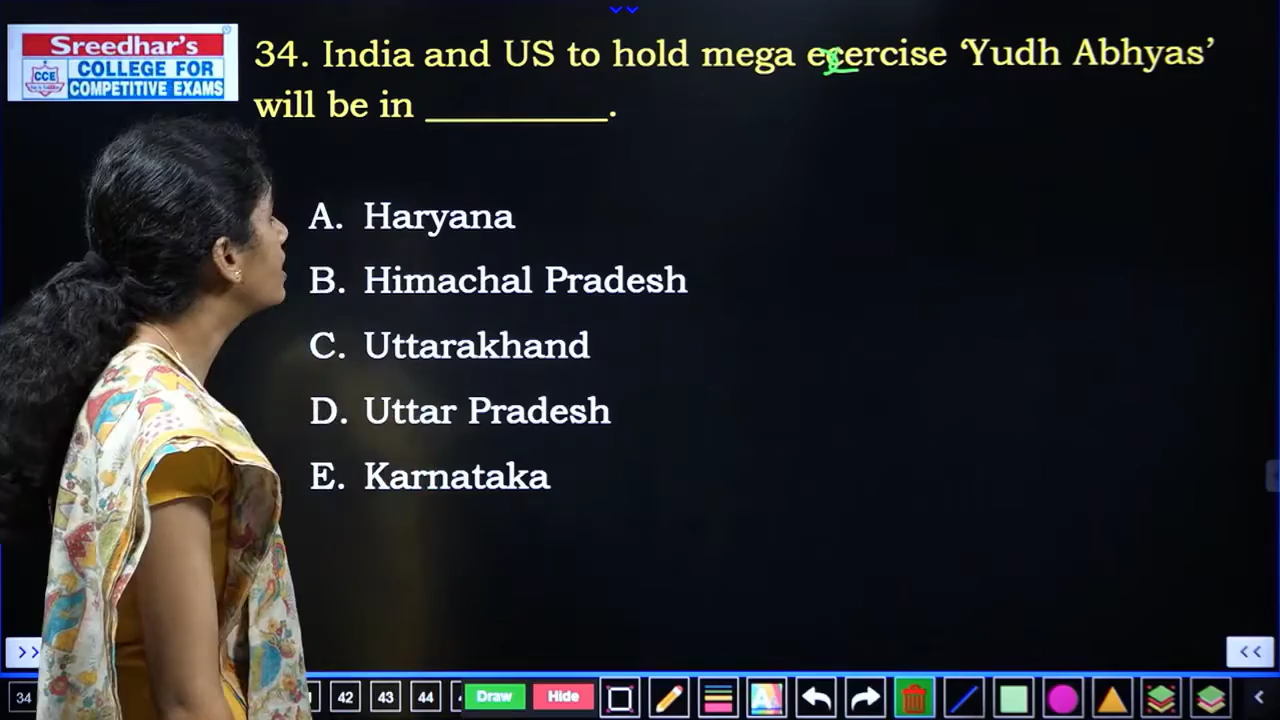 Sreedhar's
CCE
COLLEGE FOR
COMPETITIVE EXAMS
34. India and US to hold mega ecercise ‘Yudh Abhyas’
will be in __________.
A. Haryana
B. Himachal Pradesh
C. Uttarakhand
D. Uttar Pradesh
E. Karnataka
>>
<<
34
42
43
44
Draw
Hide